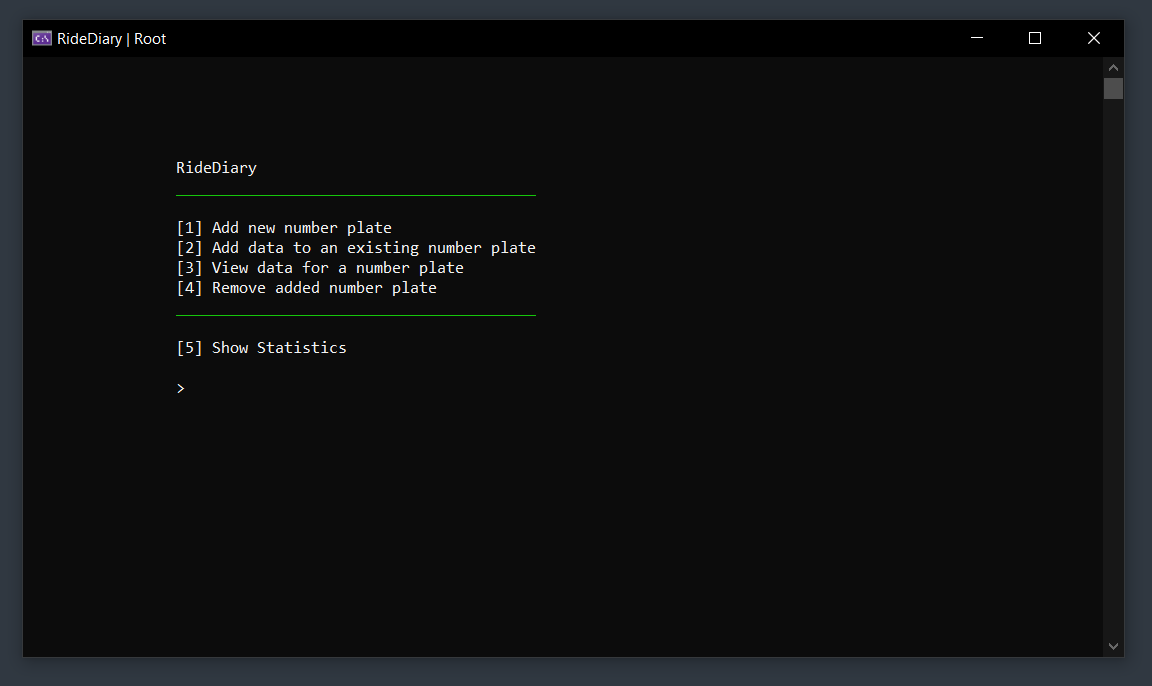 RideDiary | Root
RideDiary
[1] Add new number plate
[2] Add data to an existing number plate
[3] View data for a number plate
[4] Remove added number plate
[5] Show Statistics
>